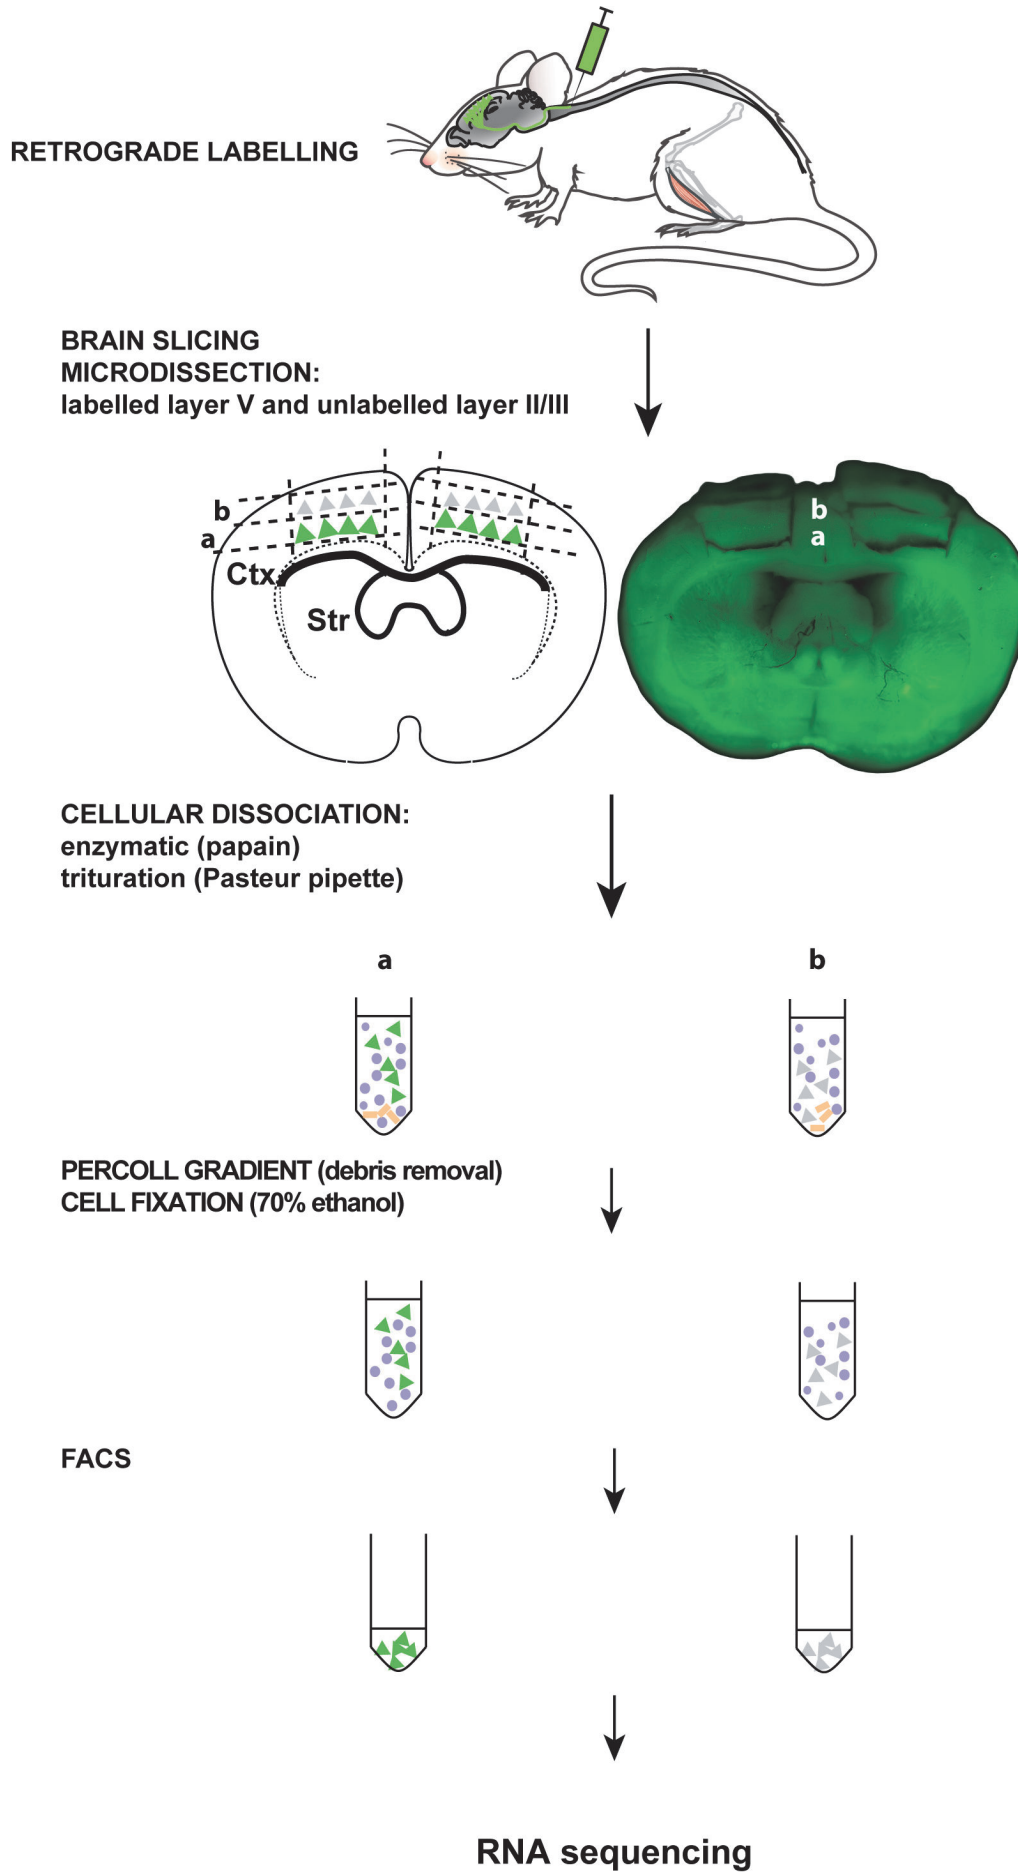 RETROGRADE LABELLING
BRAIN SLICING
MICRODISSECTION:
labelled layer V and unlabelled layer II/III
b
a
Ctx
Str
b
a
CELLULAR DISSOCIATION:
enzymatic (papain)
trituration (Pasteur pipette)
a
b
PERCOLL GRADIENT (debris removal)
CELL FIXATION (70% ethanol)
FACS
RNA sequencing